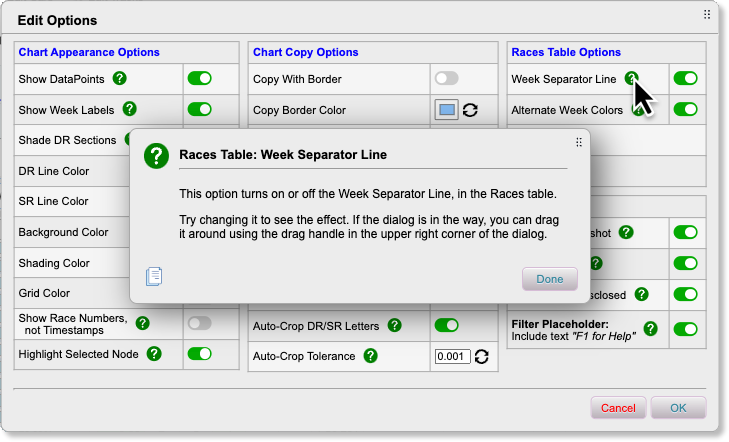 Edit Options
Chart Appearance Options
Show DataPoints ?
Show Week Labels ?
Shade DR Sections
DR Line Color
SR Line Color
Background Color
Shading Color
Grid Color
Show Race Numbers,
not Timestamps ?
Highlight Selected Node ?
Chart Copy Options
Copy With Border
Copy Border Color
Auto-Crop DR/SR Letters ?
Auto-Crop Tolerance ? 0.001
Races Table Options
Week Separator Line ?
Alternate Week Colors ?
shot ?
?
sclosed ?
Filter Placeholder:
Include text "F1 for Help" ?
? Races Table: Week Separator Line
This option turns on or off the Week Separator Line, in the Races table.
Try changing it to see the effect. If the dialog is in the way, you can drag
it around using the drag handle in the upper right corner of the dialog.
Done
Cancel OK